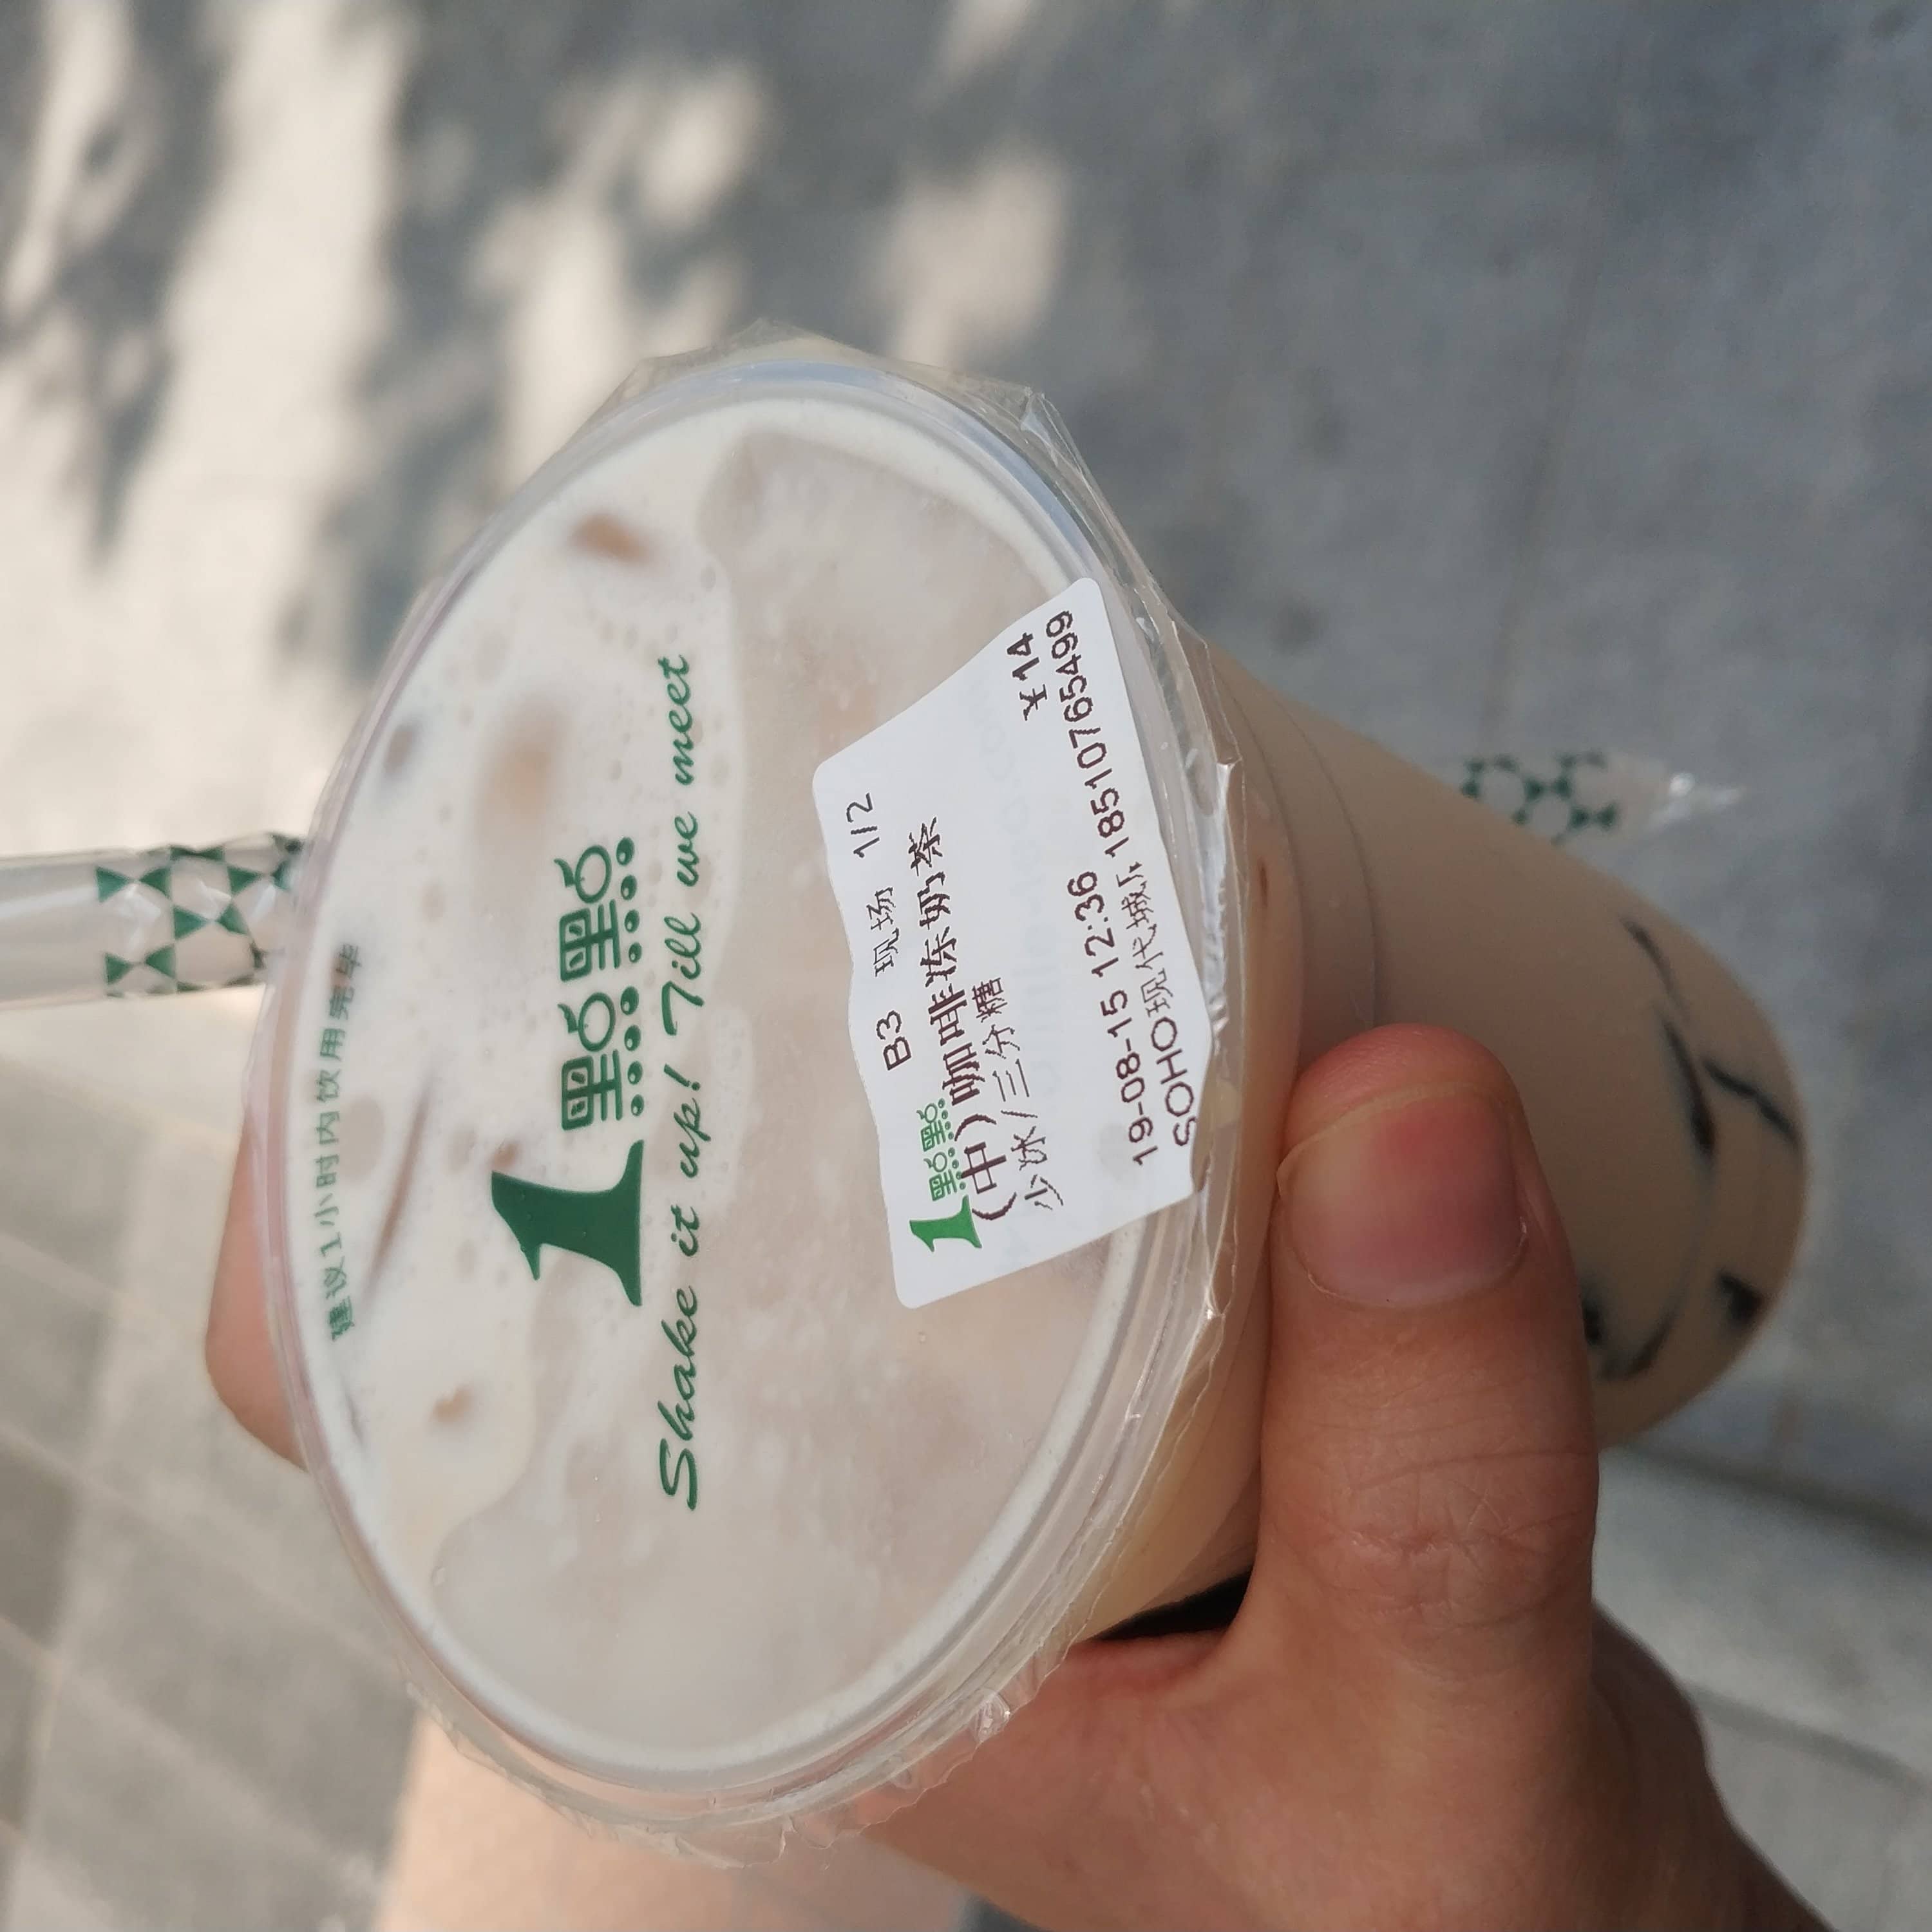 建议1小时内饮用完毕
1點點
Shake it up! Till we meet
B3 现场 1/2
1點點
(中)咖啡冻奶茶
少冰/三分糖
¥14
19-08-15 12:36
SOHO现代城 18510765499